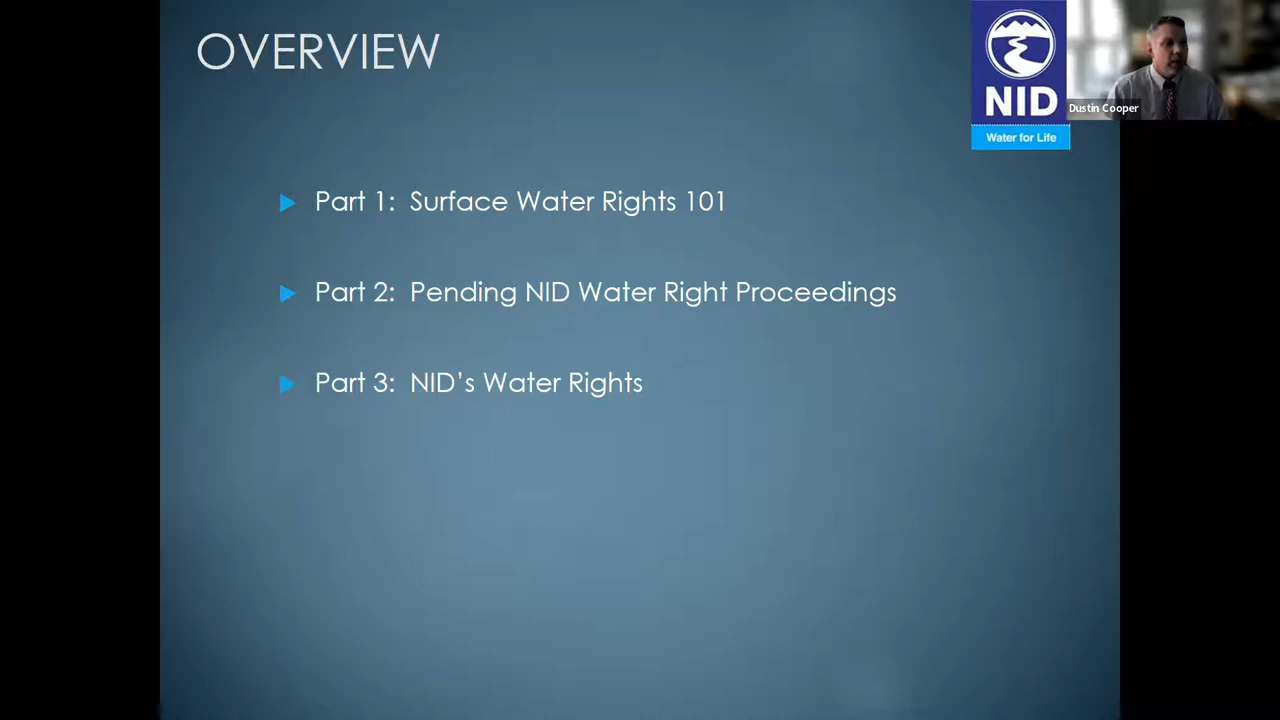 OVERVIEW
NID
Water for Life
Dustin Cooper
Part 1: Surface Water Rights 101
Part 2: Pending NID Water Right Proceedings
Part 3: NID’s Water Rights